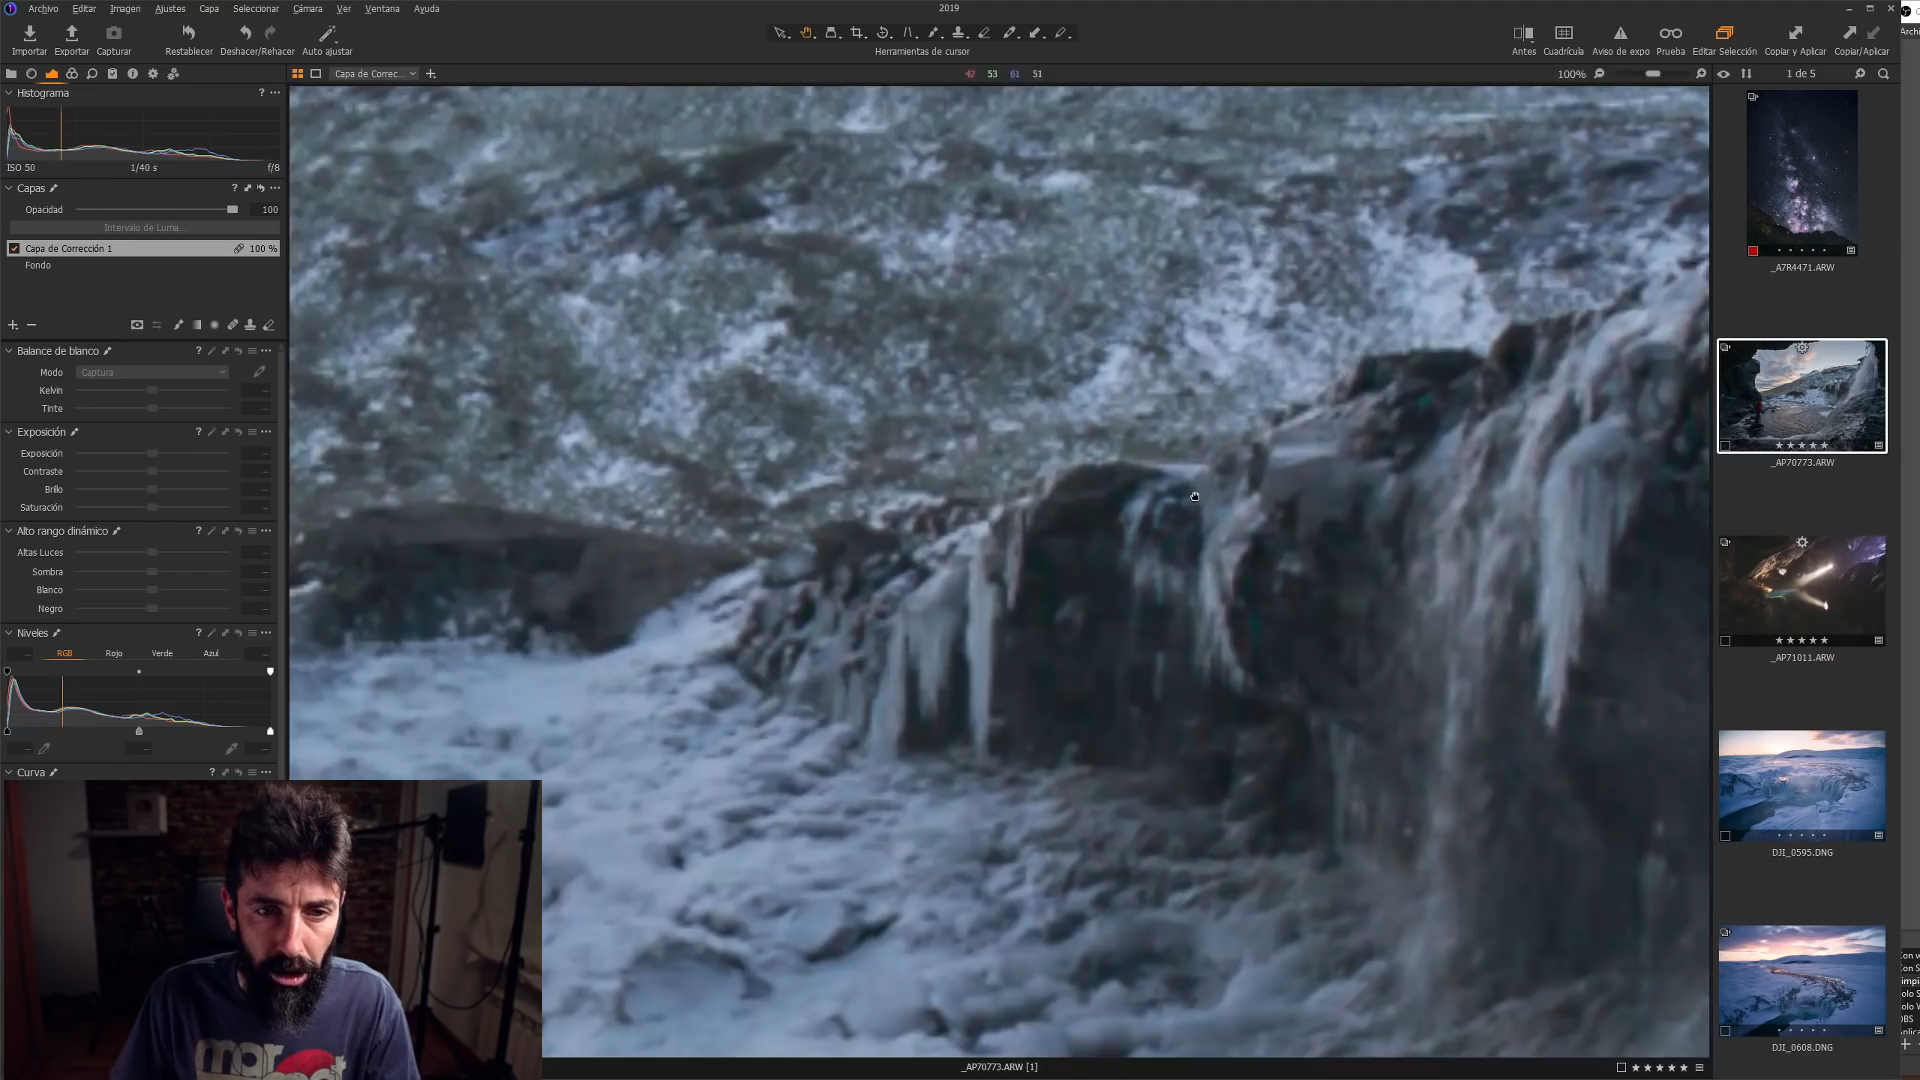 Archivo Editar Imagen Ajustes Capa Seleccionar Cámara Ver Ventana Ayuda
2019
Importar Exportar Capturar Restablecer Deshacer/Rehacer Auto ajustar
Herramientas de cursor
Antes Cuadrícula Aviso de expo Prueba Editar Selección Copiar y Aplicar Copiar/Aplicar
Capa de Correc...
42 53 61 51
100%
1 de 5
Histograma
ISO 50 1/40 s f/8
Capas
Opacidad 100
Intervalo de Luma...
Capa de Corrección 1 100 %
Fondo
Balance de blanco
Modo Captura
Kelvin
Tinte
Exposición
Exposición
Contraste
Brillo
Saturación
Alto rango dinámico
Altas Luces
Sombra
Blanco
Negro
Niveles
RGB Rojo Verde Azul
Curva
_A7R4471.ARW
_AP70773.ARW
_AP71011.ARW
DJI_0595.DNG
DJI_0608.DNG
_AP70773.ARW [1]